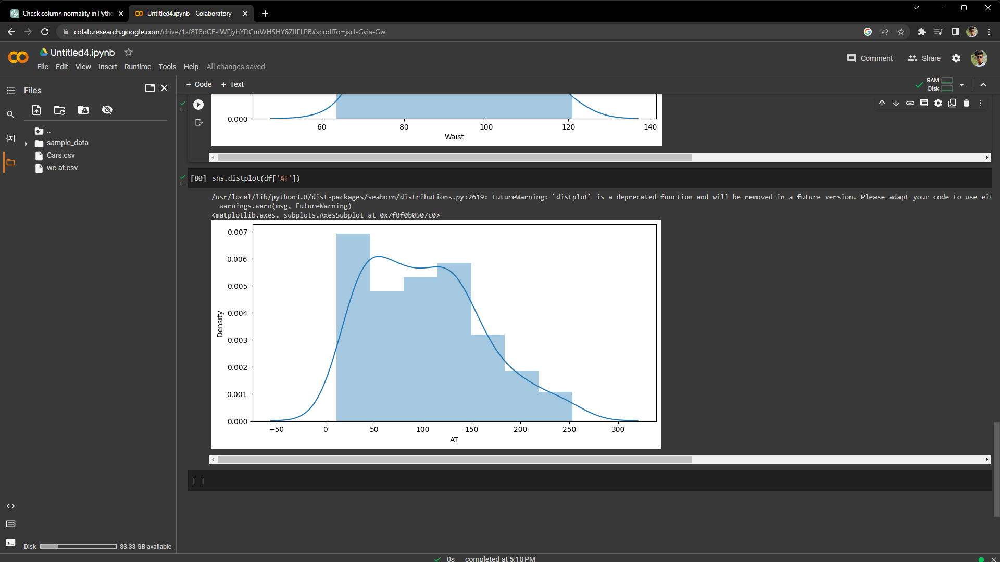 Check column normality in Pytho
Untitled4.ipynb - Colaboratory
colab.research.google.com/drive/1zf8T8dCE-IWFjyhYDCmWHSHY6ZIIFLPB#scrollTo=jsrJ-Gvia-Gw
Untitled4.ipynb
File Edit View Insert Runtime Tools Help All changes saved
Comment Share
Files
+ Code + Text
RAM
Disk
..
sample_data
Cars.csv
wc-at.csv
{x}
0s
0.000
60 80 100 120 140
Waist
0s
[80] sns.distplot(df['AT'])
/usr/local/lib/python3.8/dist-packages/seaborn/distributions.py:2619: FutureWarning: `distplot` is a deprecated function and will be removed in a future version. Please adapt your code to use eit
warnings.warn(msg, FutureWarning)
<matplotlib.axes._subplots.AxesSubplot at 0x7f0f0b0507c0>
0.007
0.006
0.005
0.004
0.003
0.002
0.001
0.000
Density
−50 0 50 100 150 200 250 300
AT
[ ]
Disk 83.33 GB available
0s completed at 5:10 PM